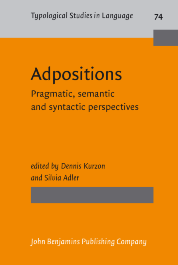 Typological Studies in Language 74
Adpositions
Pragmatic, semantic
and syntactic perspectives
edited by Dennis Kurzon
and Silvia Adler
John Benjamins Publishing Company